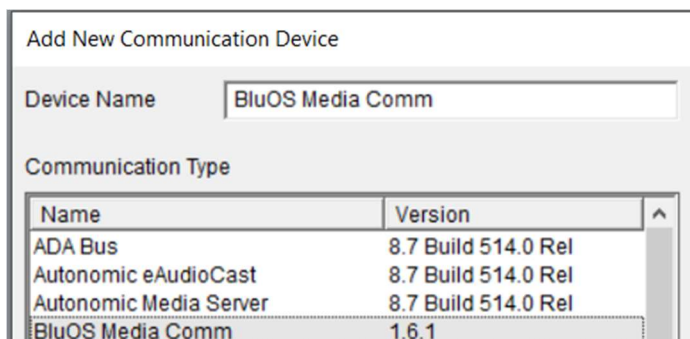 Add New Communication Device
Device Name BluOS Media Comm
Communication Type
Name Version
ADA Bus 8.7 Build 514.0 Rel
Autonomic eAudioCast 8.7 Build 514.0 Rel
Autonomic Media Server 8.7 Build 514.0 Rel
BluOS Media Comm 1.6.1